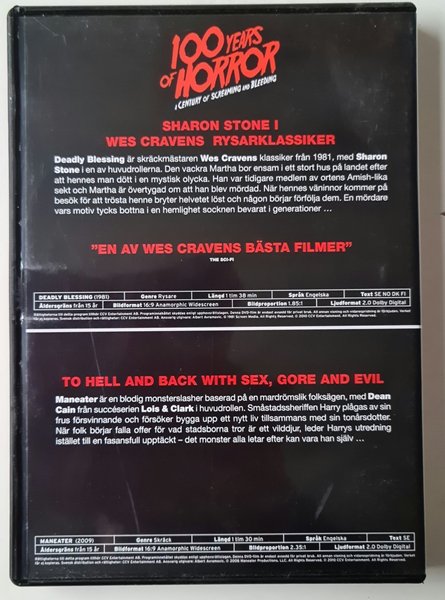 100 YEARS
OF HORROR
A CENTURY OF SCREAMING AND BLEEDING
SHARON STONE I
WES CRAVENS RYSARKLASSIKER
Deadly Blessing är skräckmästaren Wes Cravens klassiker från 1981, med Sharon
Stone i en av huvudrollerna. Den vackra Martha bor ensam i ett stort hus på landet efter
att hennes man dött i en mystisk olycka. Han var tidigare medlem av ortens Amish-lika
sekt och Martha är övertygad om att han blev mördad. När hennes väninnor kommer på
besök för att trösta henne bryter helvetet löst och någon börjar förfölja dem. En mördare
vars motiv tycks bottna i en hemlighet socknen bevarat i generationer ...
"EN AV WES CRAVENS BÄSTA FILMER"
THE SCI-FI
DEADLY BLESSING (1981) Genre Rysare Längd 1 tim 38 min Språk Engelska Text SE NO DK FI
Åldersgräns från 15 år Bildformat 16:9 Anamorphic Widescreen Bildproportion 1.85:1 Ljudformat 2.0 Dolby Digital
TO HELL AND BACK WITH SEX, GORE AND EVIL
Maneater är en blodig monsterslasher baserad på en mardrömslik folksägen, med Dean
Cain från succéserien Lois & Clark i huvudrollen. Småstadssheriffen Harry plågas av sin
frus försvinnande och försöker bygga upp ett nytt liv tillsammans med sin tonårsdotter.
När folk börjar falla offer för vad stadsborna tror är ett vilddjur, leder Harrys utredning
istället till en fasansfull upptäckt – det monster alla letar efter kan vara han själv ...
MANEATER (2009) Genre Skräck Längd 1 tim 30 min Språk Engelska Text SE
Åldersgräns från 15 år Bildformat 16:9 Anamorphic Widescreen Bildproportion 2.35:1 Ljudformat 2.0 Dolby Digital